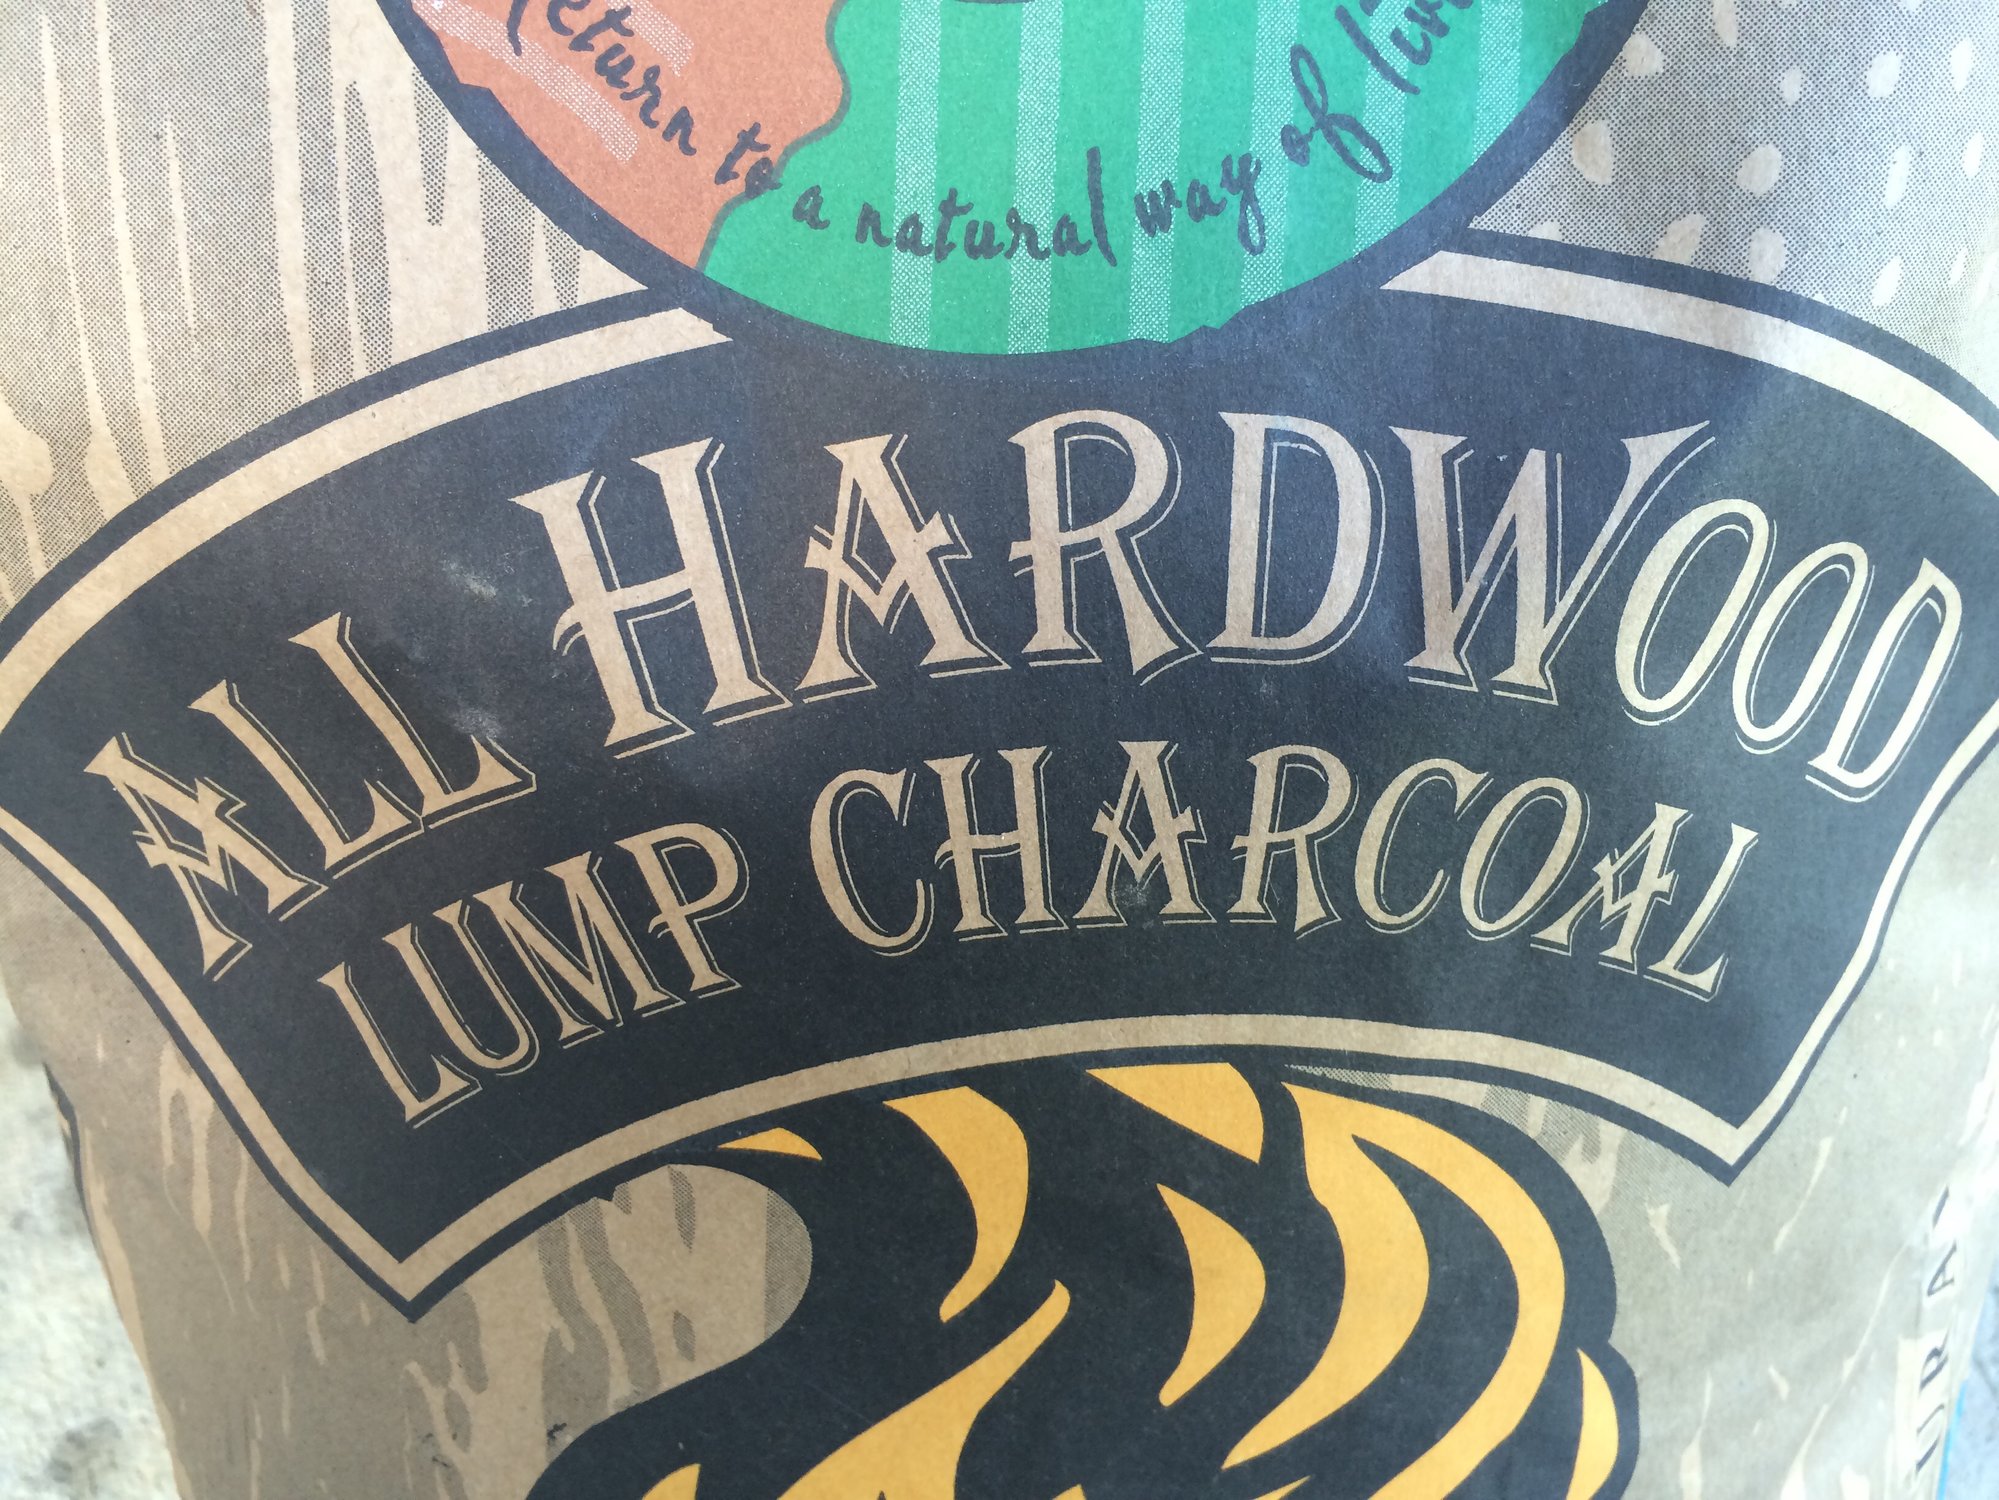 Return to a natural way of
ALL HARDWOOD
LUMP CHARCOAL